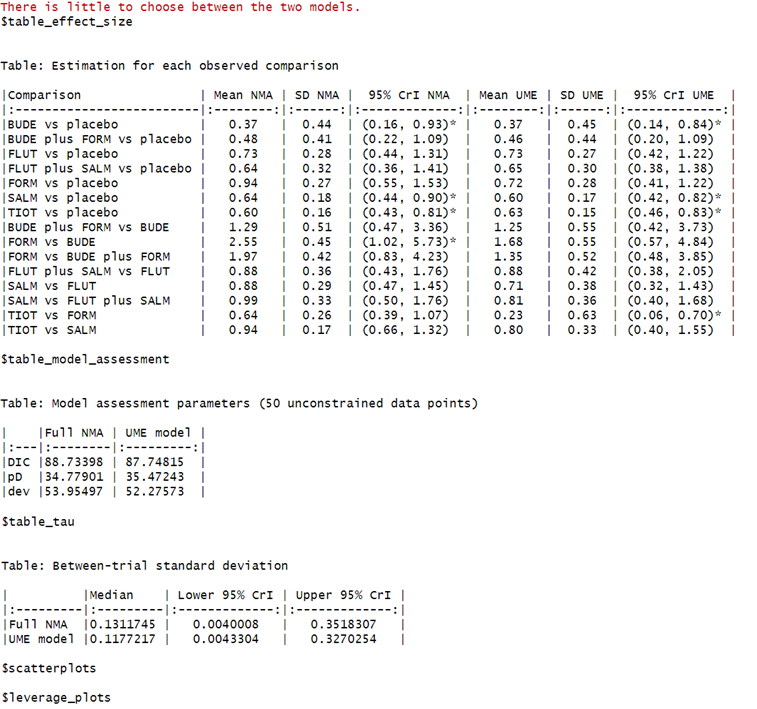 There is little to choose between the two models.
$table_effect_size
Table: Estimation for each observed comparison
|Comparison | Mean NMA | SD NMA | 95% CrI NMA | Mean UME | SD UME | 95% CrI UME |
|:------------------------|:--------:|:------:|:-------------:|:--------:|:------:|:-------------:|
|BUDE vs placebo | 0.37 | 0.44 | (0.16, 0.93)* | 0.37 | 0.45 | (0.14, 0.84)* |
|BUDE plus FORM vs placebo | 0.48 | 0.41 | (0.22, 1.09) | 0.46 | 0.44 | (0.20, 1.09) |
|FLUT vs placebo | 0.73 | 0.28 | (0.44, 1.31) | 0.73 | 0.27 | (0.42, 1.22) |
|FLUT plus SALM vs placebo | 0.64 | 0.32 | (0.36, 1.41) | 0.65 | 0.30 | (0.38, 1.38) |
|FORM vs placebo | 0.94 | 0.27 | (0.55, 1.53) | 0.72 | 0.28 | (0.41, 1.22) |
|SALM vs placebo | 0.64 | 0.18 | (0.44, 0.90)* | 0.60 | 0.17 | (0.42, 0.82)* |
|TIOT vs placebo | 0.60 | 0.16 | (0.43, 0.81)* | 0.63 | 0.15 | (0.46, 0.83)* |
|BUDE plus FORM vs BUDE | 1.29 | 0.51 | (0.47, 3.36) | 1.25 | 0.55 | (0.42, 3.73) |
|FORM vs BUDE | 2.55 | 0.45 | (1.02, 5.73)* | 1.68 | 0.55 | (0.57, 4.84) |
|FORM vs BUDE plus FORM | 1.97 | 0.42 | (0.83, 4.23) | 1.35 | 0.52 | (0.48, 3.85) |
|FLUT plus SALM vs FLUT | 0.88 | 0.36 | (0.43, 1.76) | 0.88 | 0.42 | (0.38, 2.05) |
|SALM vs FLUT | 0.88 | 0.29 | (0.47, 1.45) | 0.71 | 0.38 | (0.32, 1.43) |
|SALM vs FLUT plus SALM | 0.99 | 0.33 | (0.50, 1.76) | 0.81 | 0.36 | (0.40, 1.68) |
|TIOT vs FORM | 0.64 | 0.26 | (0.39, 1.07) | 0.23 | 0.63 | (0.06, 0.70)* |
|TIOT vs SALM | 0.94 | 0.17 | (0.66, 1.32) | 0.80 | 0.33 | (0.40, 1.55) |
$table_model_assessment
Table: Model assessment parameters (50 unconstrained data points)
| |Full NMA | UME model |
|:---|:--------|:---------:|
|DIC |88.73398 | 87.74815 |
|pD |34.77901 | 35.47243 |
|dev |53.95497 | 52.27573 |
$table_tau
Table: Between-trial standard deviation
| |Median | Lower 95% CrI | Upper 95% CrI |
|:---------|:---------|:-------------:|:-------------:|
|Full NMA |0.1311745 | 0.0040008 | 0.3518307 |
|UME model |0.1177217 | 0.0043304 | 0.3270254 |
$scatterplots
$leverage_plots